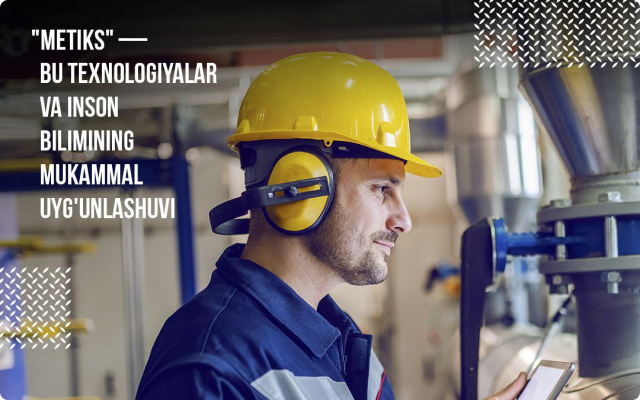 "METIKS" —
BU TEXNOLOGIYALAR
VA INSON
BILIMINING
MUKAMMAL
UYG'UNLASHUVI